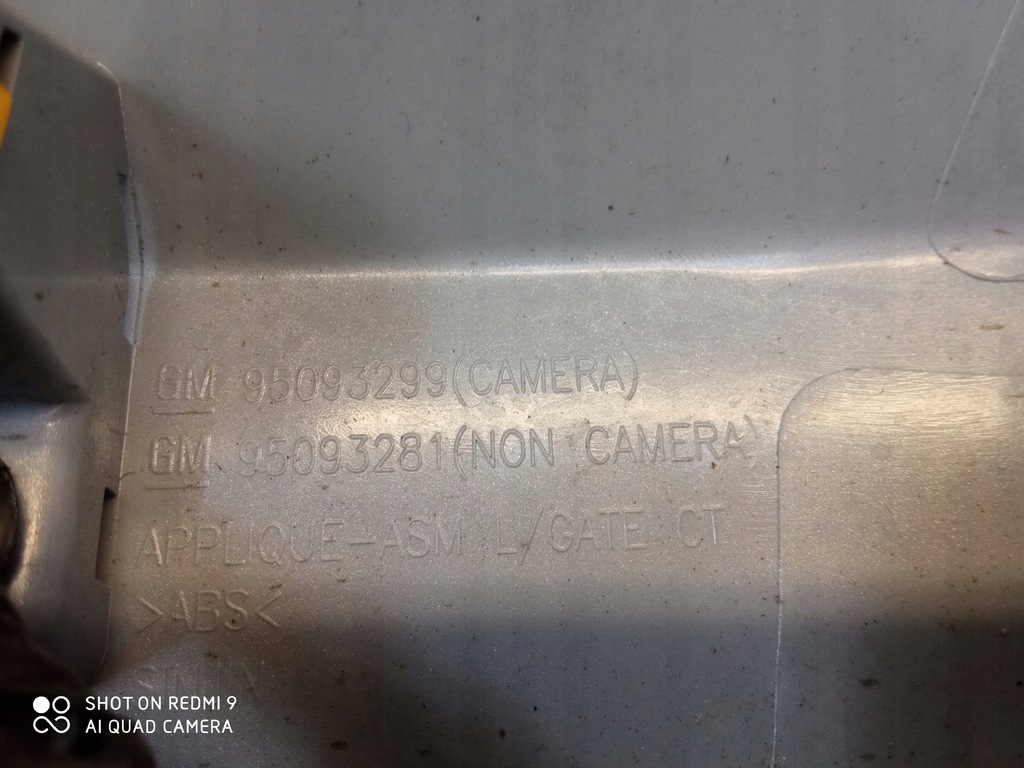 GM 95093299(CAMERA)
GM 95093281(NON CAMERA)
APPLIQUE-ASM L/GATE CT
>ABS<
SHOT ON REDMI 9
AI QUAD CAMERA